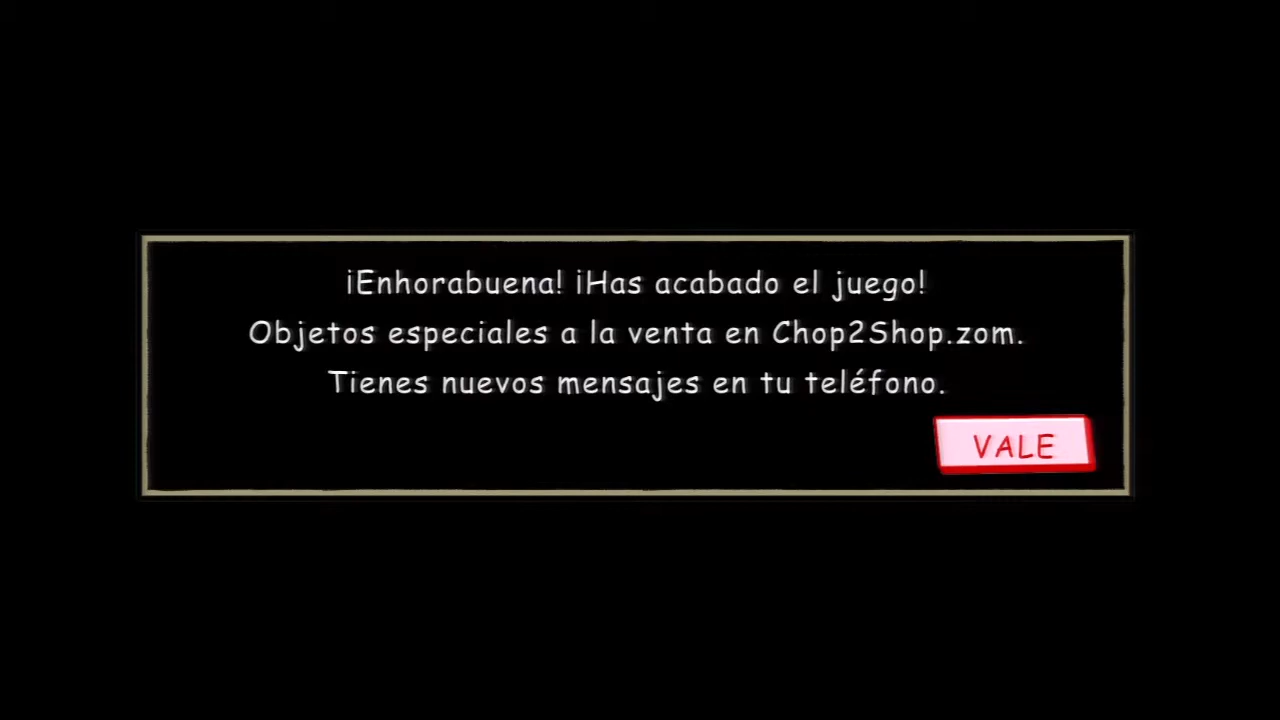 ¡Enhorabuena! ¡Has acabado el juego!
Objetos especiales a la venta en Chop2Shop.zom.
Tienes nuevos mensajes en tu teléfono.
VALE